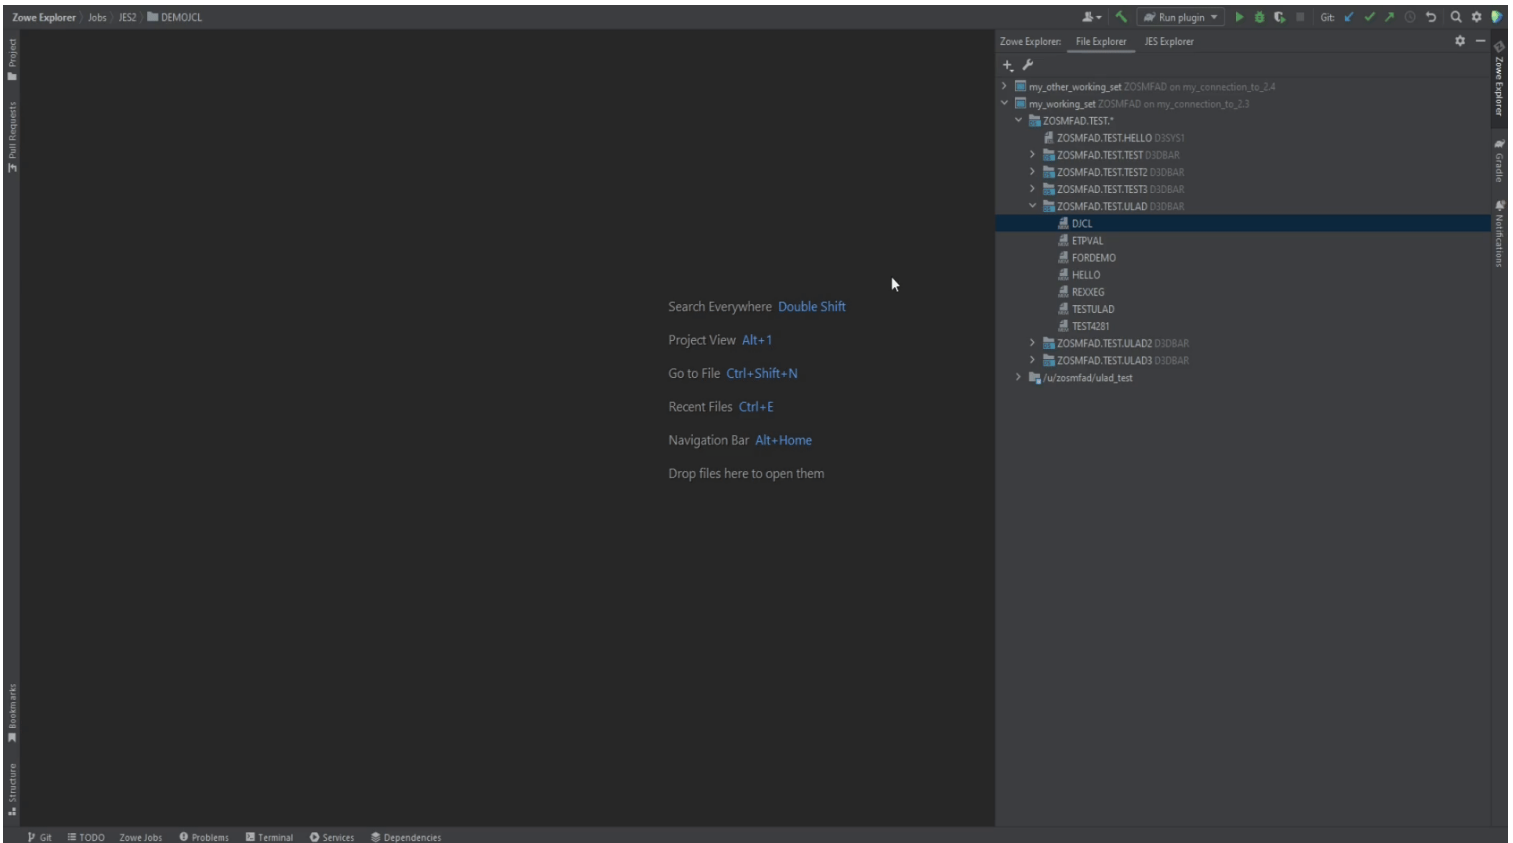 Zowe Explorer Jobs JES2 DEMOJCL
Run plugin Git:
Zowe Explorer: File Explorer JES Explorer
my_other_working_set ZOSMFAD on my_connection_to_2.4
my_working_set ZOSMFAD on my_connection_to_2.3
ZOSMFAD.TEST.*
ZOSMFAD.TEST.HELLO D3SYS1
ZOSMFAD.TEST.TEST D3DBAR
ZOSMFAD.TEST.TEST2 D3DBAR
ZOSMFAD.TEST.TEST3 D3DBAR
ZOSMFAD.TEST.ULAD D3DBAR
DJCL
ETPVAL
FORDEMO
HELLO
REXXEG
TESTULAD
TEST4281
ZOSMFAD.TEST.ULAD2 D3DBAR
ZOSMFAD.TEST.ULAD3 D3DBAR
/u/zosmfad/ulad_test
Search Everywhere Double Shift
Project View Alt+1
Go to File Ctrl+Shift+N
Recent Files Ctrl+E
Navigation Bar Alt+Home
Drop files here to open them
Project
Pull Requests
Bookmarks
Structure
Zowe Explorer
Gradle
Notifications
Git TODO Zowe Jobs Problems Terminal Services Dependencies